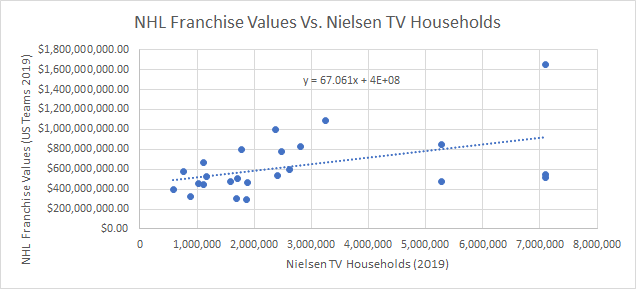 NHL Franchise Values Vs. Nielsen TV Households
NHL Franchise Values (US Teams 2019)
$1,800,000,000.00
$1,600,000,000.00
$1,400,000,000.00
$1,200,000,000.00
$1,000,000,000.00
$800,000,000.00
$600,000,000.00
$400,000,000.00
$200,000,000.00
$0.00
y = 67.061x + 4E+08
0 1,000,000 2,000,000 3,000,000 4,000,000 5,000,000 6,000,000 7,000,000 8,000,000
Nielsen TV Households (2019)